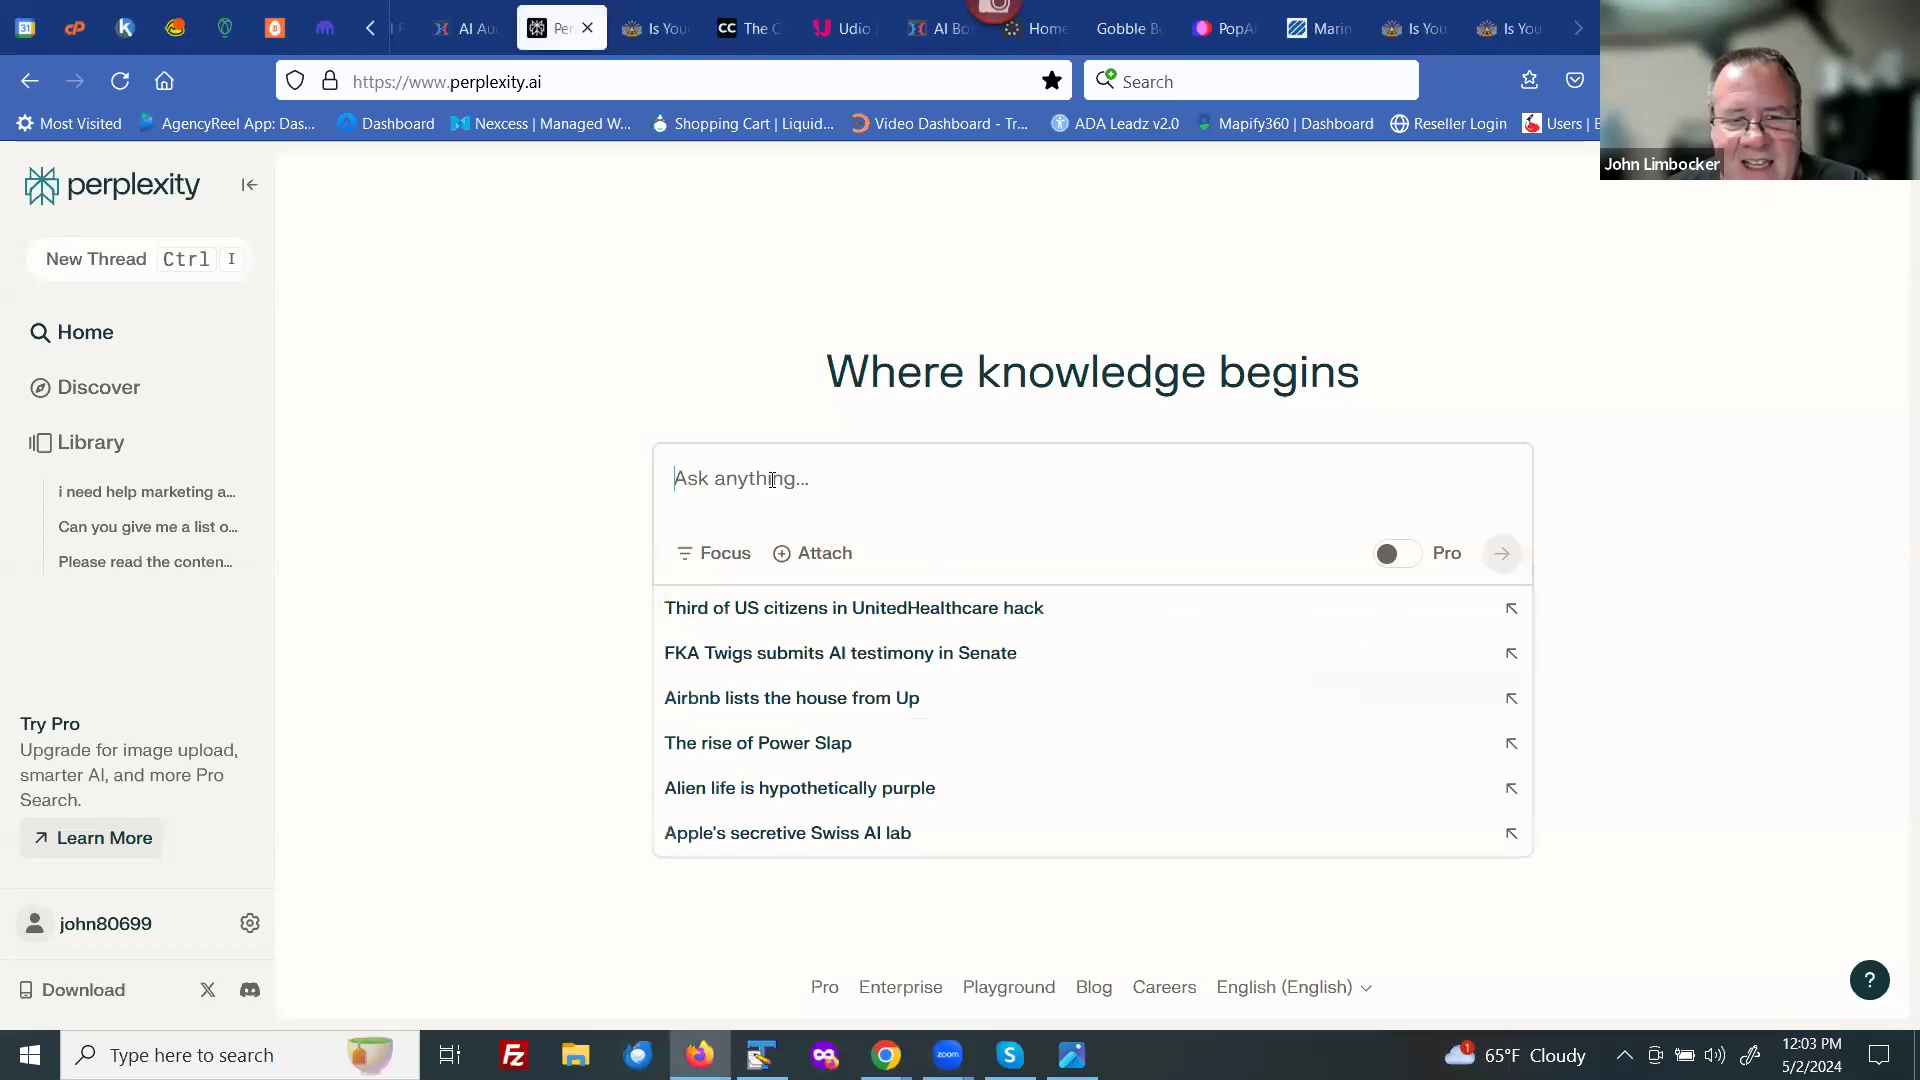 31
AI Au
Per
Is You
CC The C
Udio
AI Bo
Home
Gobble B
PopA
Marin
Is You
Is You
https://www.perplexity.ai
Search
Most Visited
AgencyReel App: Das...
Dashboard
Nexcess | Managed W...
Shopping Cart | Liquid...
Video Dashboard - Tr...
ADA Leadz v2.0
Mapify360 | Dashboard
Reseller Login
Users | E
John Limbocker
perplexity
New Thread Ctrl I
Home
Discover
Library
i need help marketing a...
Can you give me a list o...
Please read the conten...
Try Pro
Upgrade for image upload,
smarter AI, and more Pro
Search.
Learn More
john80699
Download
Where knowledge begins
Ask anything...
Focus
Attach
Pro
Third of US citizens in UnitedHealthcare hack
FKA Twigs submits AI testimony in Senate
Airbnb lists the house from Up
The rise of Power Slap
Alien life is hypothetically purple
Apple's secretive Swiss AI lab
Pro Enterprise Playground Blog Careers English (English)
?
Type here to search
zoom
1
65°F Cloudy
12:03 PM
5/2/2024